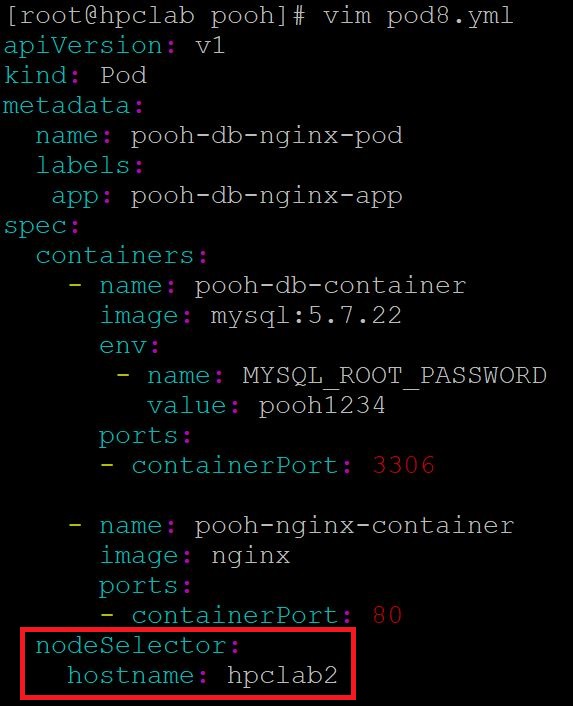 [root@hpclab pooh]# vim pod8.yml
apiVersion: v1
kind: Pod
metadata:
  name: pooh-db-nginx-pod
  labels:
   app: pooh-db-nginx-app
spec:
  containers:
    - name: pooh-db-container
      image: mysql:5.7.22
      env:
       - name: MYSQL_ROOT_PASSWORD
         value: pooh1234
      ports:
      - containerPort: 3306

    - name: pooh-nginx-container
      image: nginx
      ports:
      - containerPort: 80
  nodeSelector:
    hostname: hpclab2